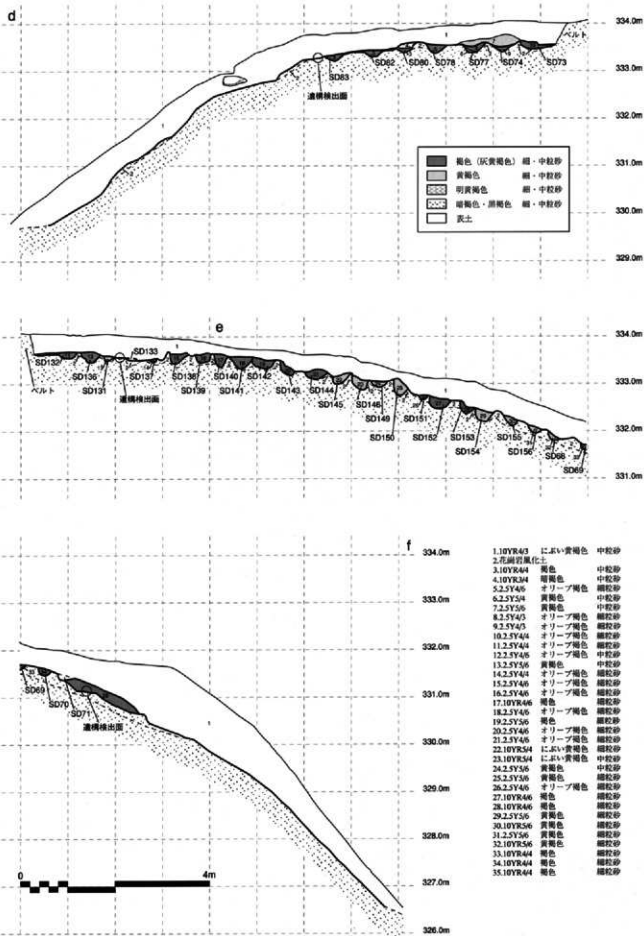 d
334.0m
ベルト
1
SD83
SD82
SD80
SD78
SD77
SD74
SD73
333.0m
遺構検出面
332.0m
褐色（灰黄褐色） 細・中粒砂
黄褐色 細・中粒砂
明黄褐色 細・中粒砂
暗褐色・黒褐色 細・中粒砂
表土
331.0m
330.0m
329.0m
e
334.0m
SD132
SD133
SD136
SD131
SD137
SD138
SD139
SD140
SD141
SD142
SD143
SD144
SD145
SD148
SD149
SD150
SD151
SD152
SD153
SD154
SD155
SD156
SD68
SD69
ベルト
遺構検出面
333.0m
332.0m
331.0m
f
334.0m
333.0m
332.0m
SD69
SD70
SD71
遺構検出面
331.0m
330.0m
329.0m
328.0m
327.0m
326.0m
0 4m
1.10YR4/3 にぶい黄褐色 中粒砂
2.花崗岩風化土
3.10YR4/4 褐色 中粒砂
4.10YR3/4 暗褐色 中粒砂
5.2.5Y4/6 オリーブ褐色 細粒砂
6.2.5Y5/4 黄褐色 中粒砂
7.2.5Y5/6 黄褐色 中粒砂
8.2.5Y4/3 オリーブ褐色 細粒砂
9.2.5Y4/3 オリーブ褐色 細粒砂
10.2.5Y4/4 オリーブ褐色 細粒砂
11.2.5Y4/4 オリーブ褐色 細粒砂
12.2.5Y4/6 オリーブ褐色 中粒砂
13.2.5Y5/6 黄褐色 中粒砂
14.2.5Y4/4 オリーブ褐色 細粒砂
15.2.5Y4/6 オリーブ褐色 細粒砂
16.2.5Y4/6 オリーブ褐色 細粒砂
17.10YR4/6 褐色 細粒砂
18.2.5Y4/6 オリーブ褐色 細粒砂
19.2.5Y5/6 褐色 細粒砂
20.2.5Y4/6 オリーブ褐色 細粒砂
21.2.5Y4/6 オリーブ褐色 細粒砂
22.10YR5/4 にぶい黄褐色 細粒砂
23.10YR5/4 にぶい黄褐色 中粒砂
24.2.5Y5/6 黄褐色 中粒砂
25.2.5Y5/6 黄褐色 細粒砂
26.2.5Y4/6 オリーブ褐色 細粒砂
27.10YR4/6 褐色 細粒砂
28.10YR4/6 褐色 細粒砂
29.2.5Y5/6 黄褐色 細粒砂
30.10YR5/6 黄褐色 細粒砂
31.2.5Y5/6 黄褐色 細粒砂
32.10YR5/6 黄褐色 細粒砂
33.10YR4/4 褐色 細粒砂
34.10YR4/4 褐色 細粒砂
35.10YR4/4 褐色 細粒砂